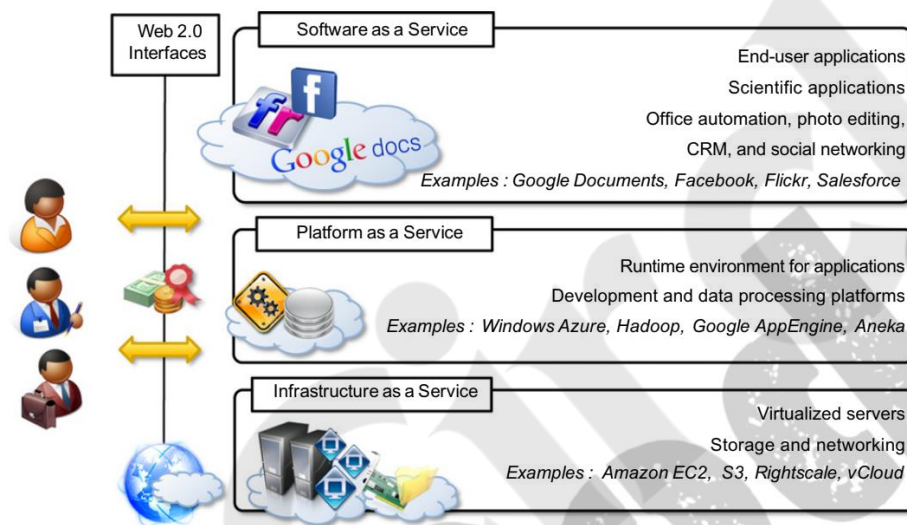 Web 2.0
Interfaces
Software as a Service
End-user applications
Scientific applications
Office automation, photo editing,
CRM, and social networking
Examples : Google Documents, Facebook, Flickr, Salesforce
fr
f
Google docs
Platform as a Service
Runtime environment for applications
Development and data processing platforms
Examples : Windows Azure, Hadoop, Google AppEngine, Aneka
Infrastructure as a Service
Virtualized servers
Storage and networking
Examples : Amazon EC2, S3, Rightscale, vCloud